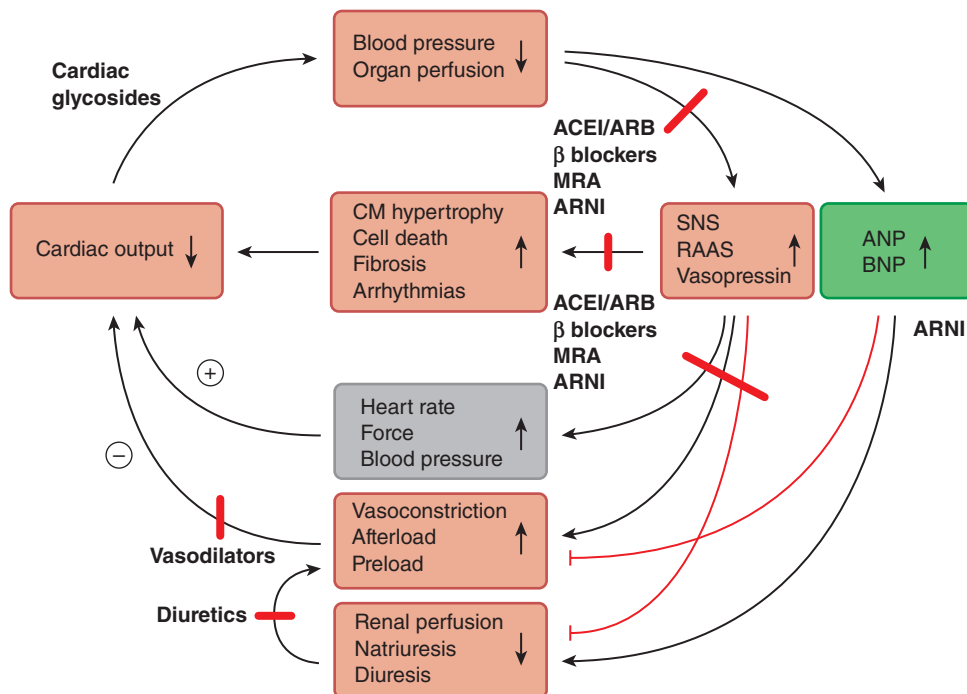 Blood pressure
Organ perfusion
Cardiac
glycosides
ACEI/ARB
β blockers
MRA
ARNI
CM hypertrophy
Cell death
Fibrosis
Arrhythmias
Cardiac output
SNS
RAAS
Vasopressin
ANP
BNP
ACEI/ARB
β blockers
MRA
ARNI
ARNI
+
Heart rate
Force
Blood pressure
−
Vasoconstriction
Afterload
Preload
Vasodilators
Diuretics
Renal perfusion
Natriuresis
Diuresis